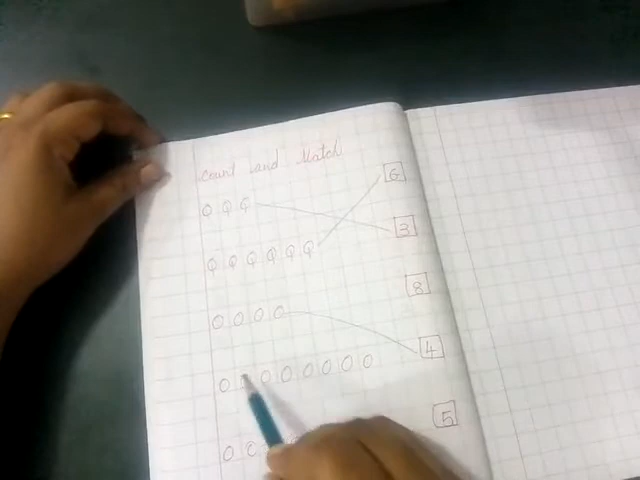 Count and Match
O O O 6
O O O O O O 3
8
O O O O 4
O O O O O O O O
5
O O